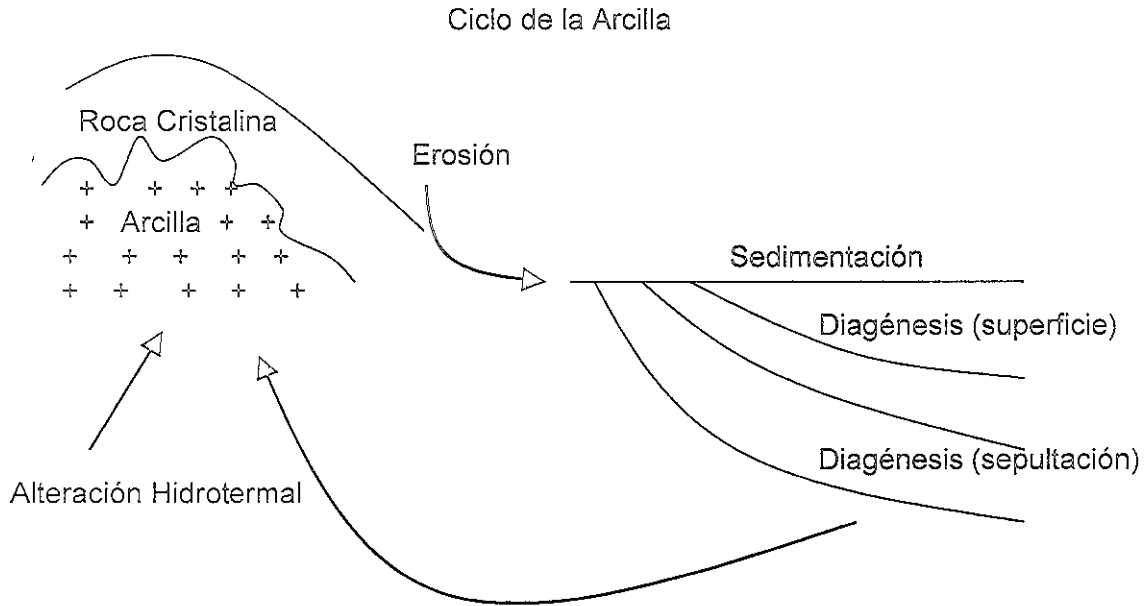 Ciclo de la Arcilla
Roca Cristalina
Erosión
Arcilla
Sedimentación
Diagénesis (superficie)
Diagénesis (sepultación)
Alteración Hidrotermal